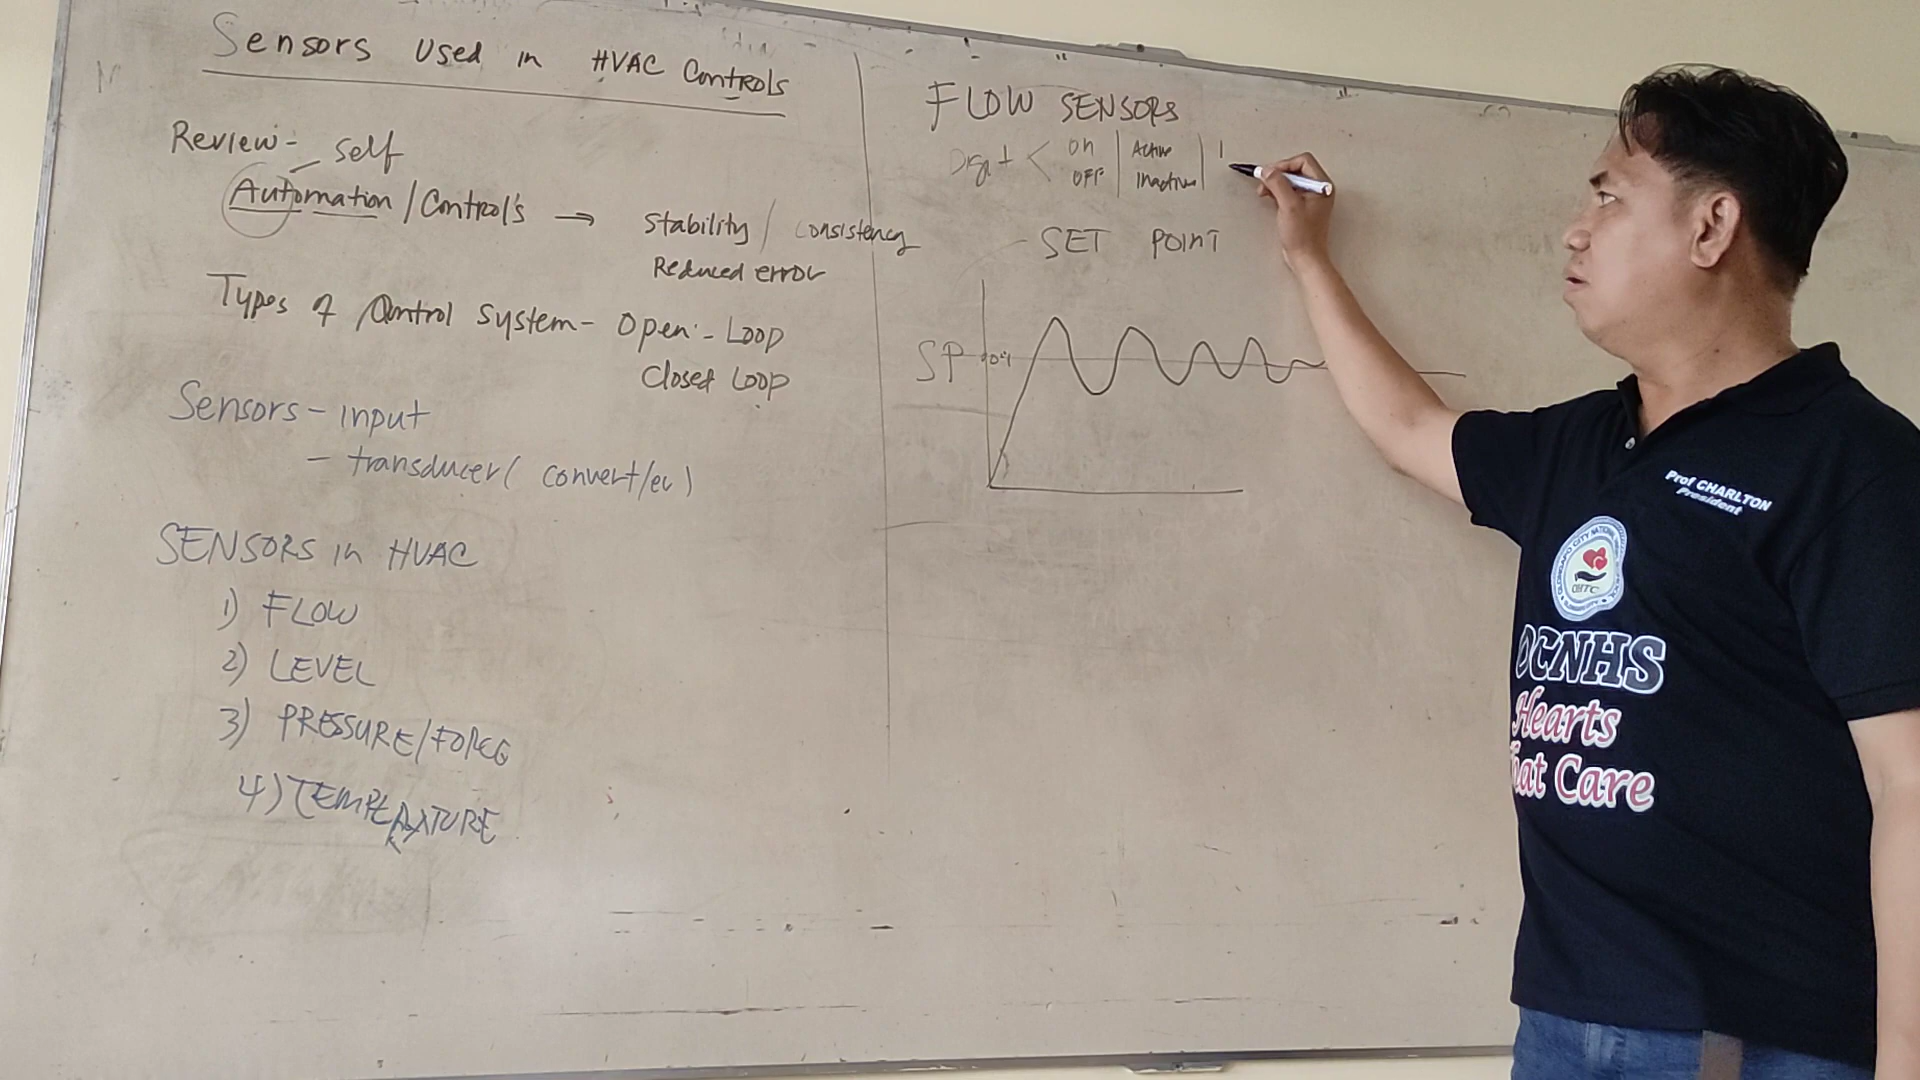 Sensors Used in HVAC Controls
Review- self
Automation / Control's → Stability / Consistency
Reduced error
Types of Control system - Open - Loop
Closed Loop
Sensors - input
- transducer ( convert/er )
SENSORS in HVAC
1) FLOW
2) LEVEL
3) PRESSURE/FORCE
4) TEMPERATURE
FLOW SENSORS
on | Active | 1
OFF | Inactive |
- SET POINT
SP
Prof CHARLTON
President
OCNHS
Hearts
That Care